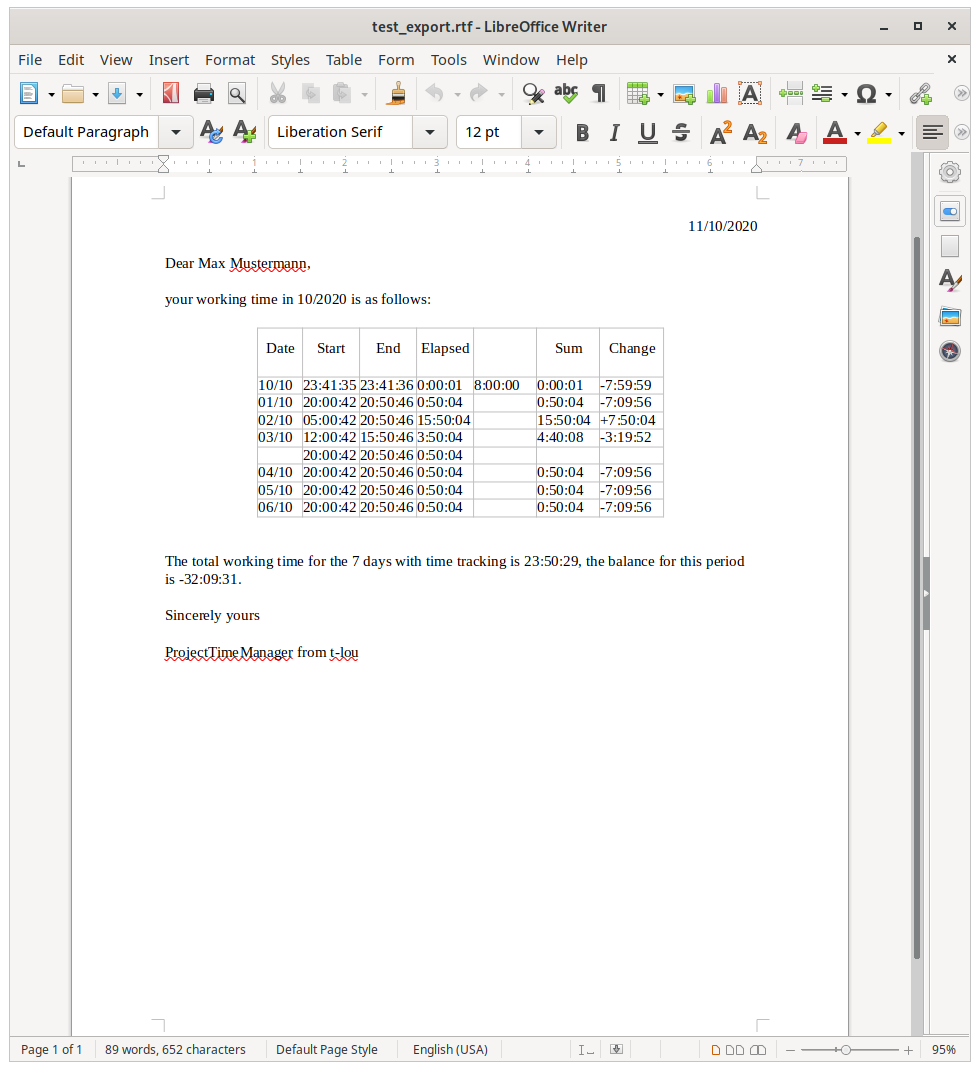 test_export.rtf - LibreOffice Writer
File Edit View Insert Format Styles Table Form Tools Window Help
Default Paragraph Liberation Serif 12 pt
1 2 3 4 5 6 7
11/10/2020
Dear Max Mustermann,
your working time in 10/2020 is as follows:
Date Start End Elapsed Sum Change
10/10 23:41:35 23:41:36 0:00:01 8:00:00 0:00:01 -7:59:59
01/10 20:00:42 20:50:46 0:50:04 0:50:04 -7:09:56
02/10 05:00:42 20:50:46 15:50:04 15:50:04 +7:50:04
03/10 12:00:42 15:50:46 3:50:04 4:40:08 -3:19:52
20:00:42 20:50:46 0:50:04
04/10 20:00:42 20:50:46 0:50:04 0:50:04 -7:09:56
05/10 20:00:42 20:50:46 0:50:04 0:50:04 -7:09:56
06/10 20:00:42 20:50:46 0:50:04 0:50:04 -7:09:56
The total working time for the 7 days with time tracking is 23:50:29, the balance for this period
is -32:09:31.
Sincerely yours
ProjectTimeManager from t-lou
Page 1 of 1 89 words, 652 characters Default Page Style English (USA) 95%